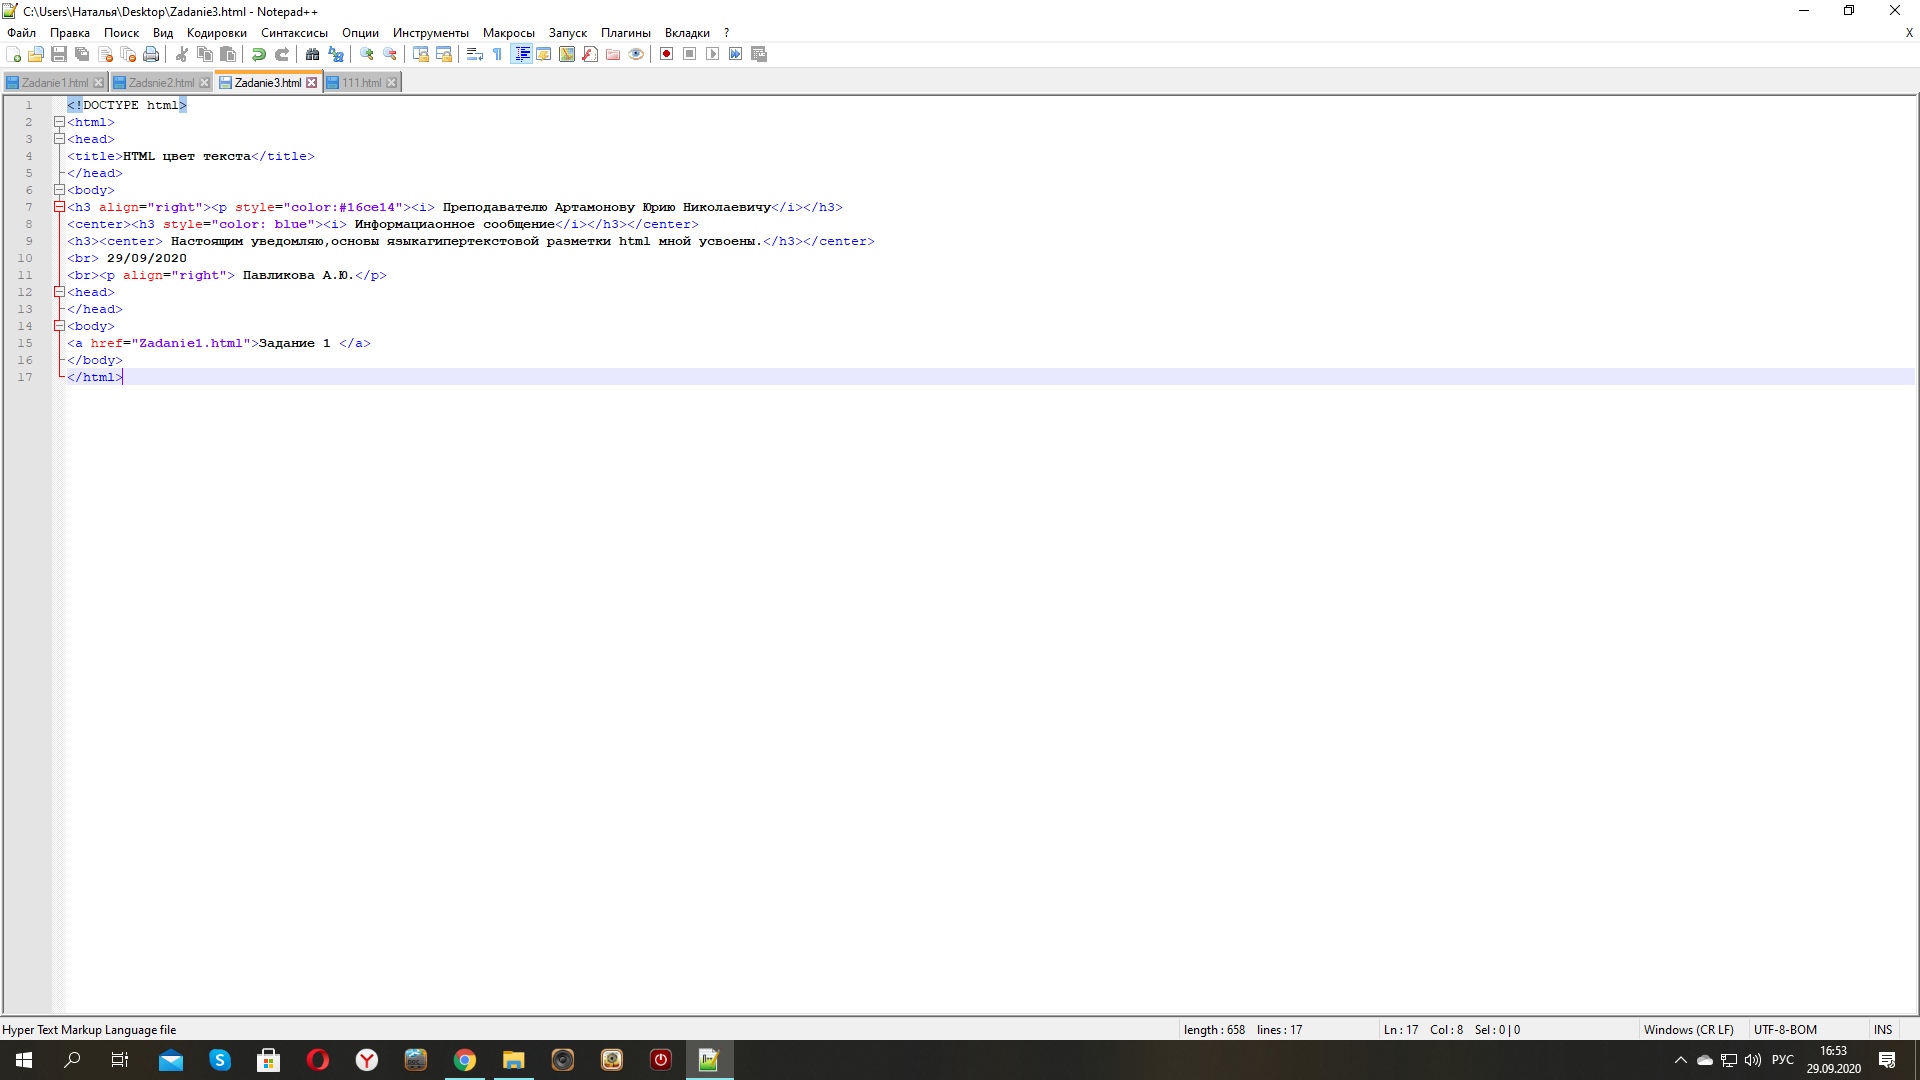 C:\Users\Наталья\Desktop\Zadanie3.html - Notepad++
Файл Правка Поиск Вид Кодировки Синтаксисы Опции Инструменты Макросы Запуск Плагины Вкладки ? X
Zadanie1.html Zadsnie2.html Zadanie3.html 111.html
1 <!DOCTYPE html>
2 <html>
3 <head>
4 <title>HTML цвет текста</title>
5 </head>
6 <body>
7 <h3 align="right"><p style="color:#16ce14"><i> Преподавателю Артамонову Юрию Николаевичу</i></h3>
8 <center><h3 style="color: blue"><i> Информациаонное сообщение</i></h3></center>
9 <h3><center> Настоящим уведомляю,основы языкагипертекстовой разметки html мной усвоены.</h3></center>
10 <br> 29/09/2020
11 <br><p align="right"> Павликова А.Ю.</p>
12 <head>
13 </head>
14 <body>
15 <a href="Zadanie1.html">Задание 1 </a>
16 </body>
17 </html>
Hyper Text Markup Language file length : 658 lines : 17 Ln : 17 Col : 8 Sel : 0 | 0 Windows (CR LF) UTF-8-BOM INS
РУС 16:53
29.09.2020